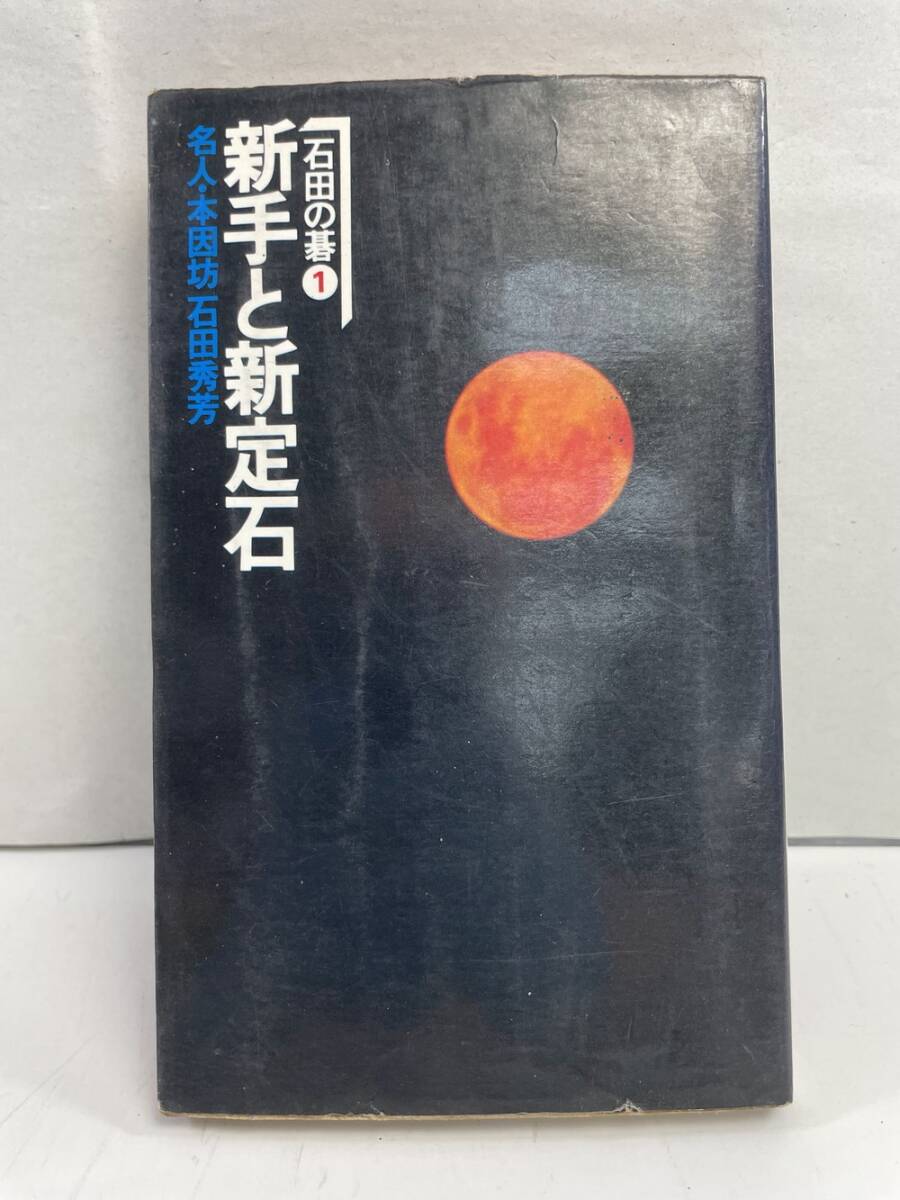 石田の碁1
新手と新定石
名人・本因坊 石田秀芳